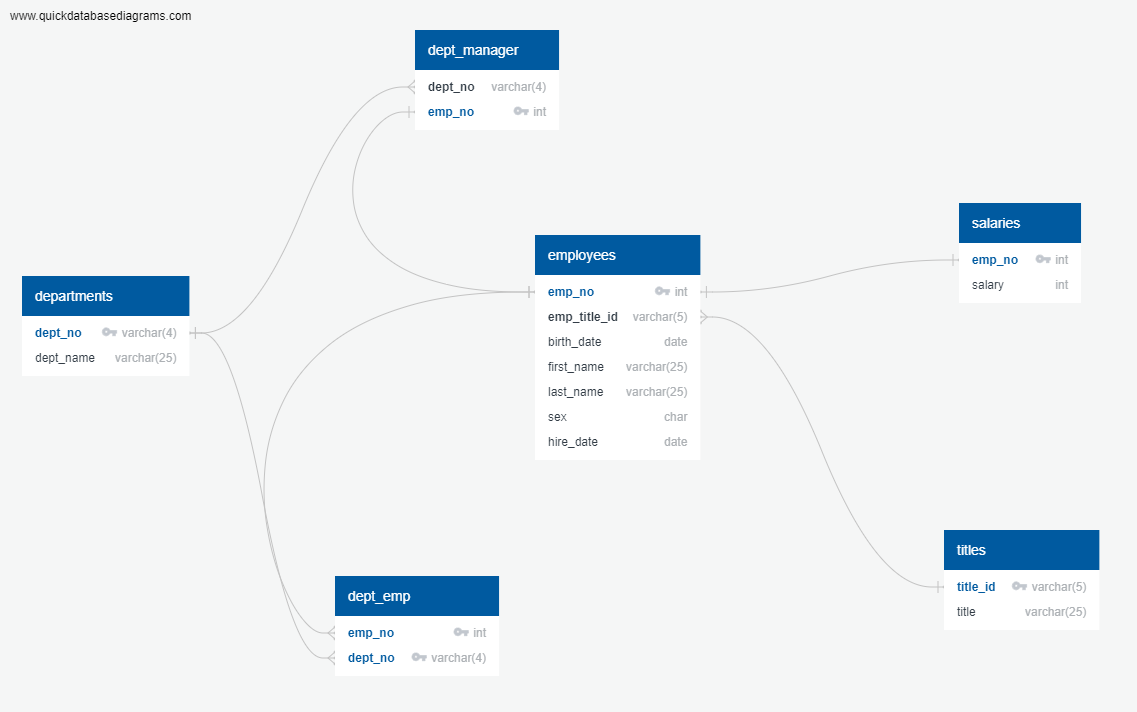 www.quickdatabasediagrams.com
dept_manager
dept_no varchar(4)
emp_no int
departments
dept_no varchar(4)
dept_name varchar(25)
employees
emp_no int
emp_title_id varchar(5)
birth_date date
first_name varchar(25)
last_name varchar(25)
sex char
hire_date date
salaries
emp_no int
salary int
dept_emp
emp_no int
dept_no varchar(4)
titles
title_id varchar(5)
title varchar(25)